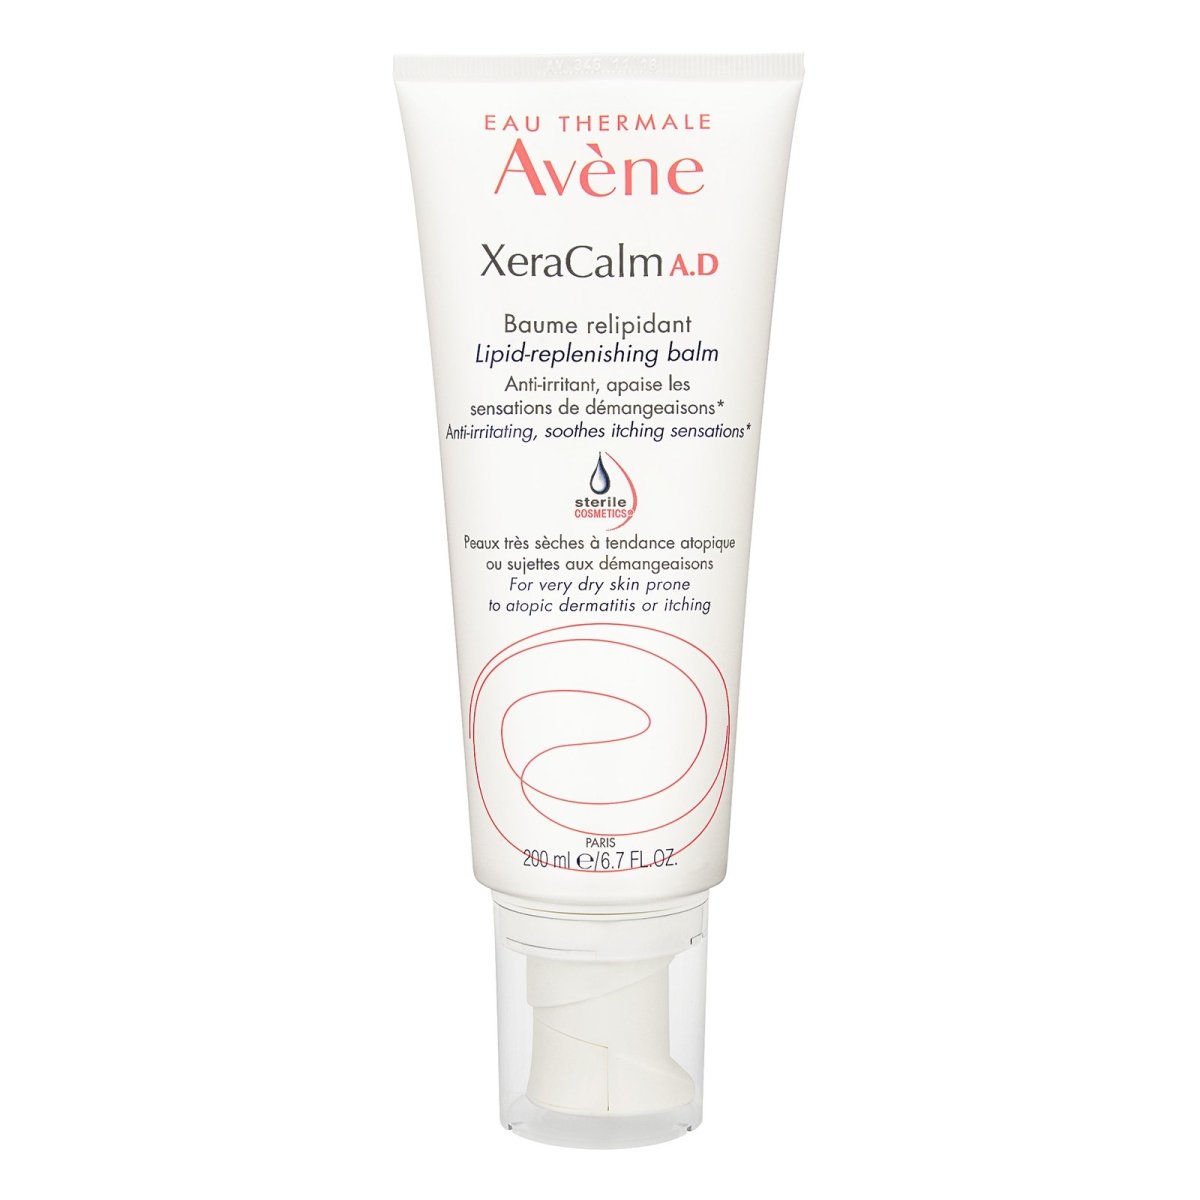 EAU THERMALE
Avène
XeraCalm A.D
Baume relipidant
Lipid-replenishing balm
Anti-irritant, apaise les
sensations de démangeaisons*
Anti-irritating, soothes itching sensations*
sterile
COSMETICS
Peaux très sèches à tendance atopique
ou sujettes aux démangeaisons
For very dry skin prone
to atopic dermatitis or itching
PARIS
200 ml e/6.7 FL.OZ.